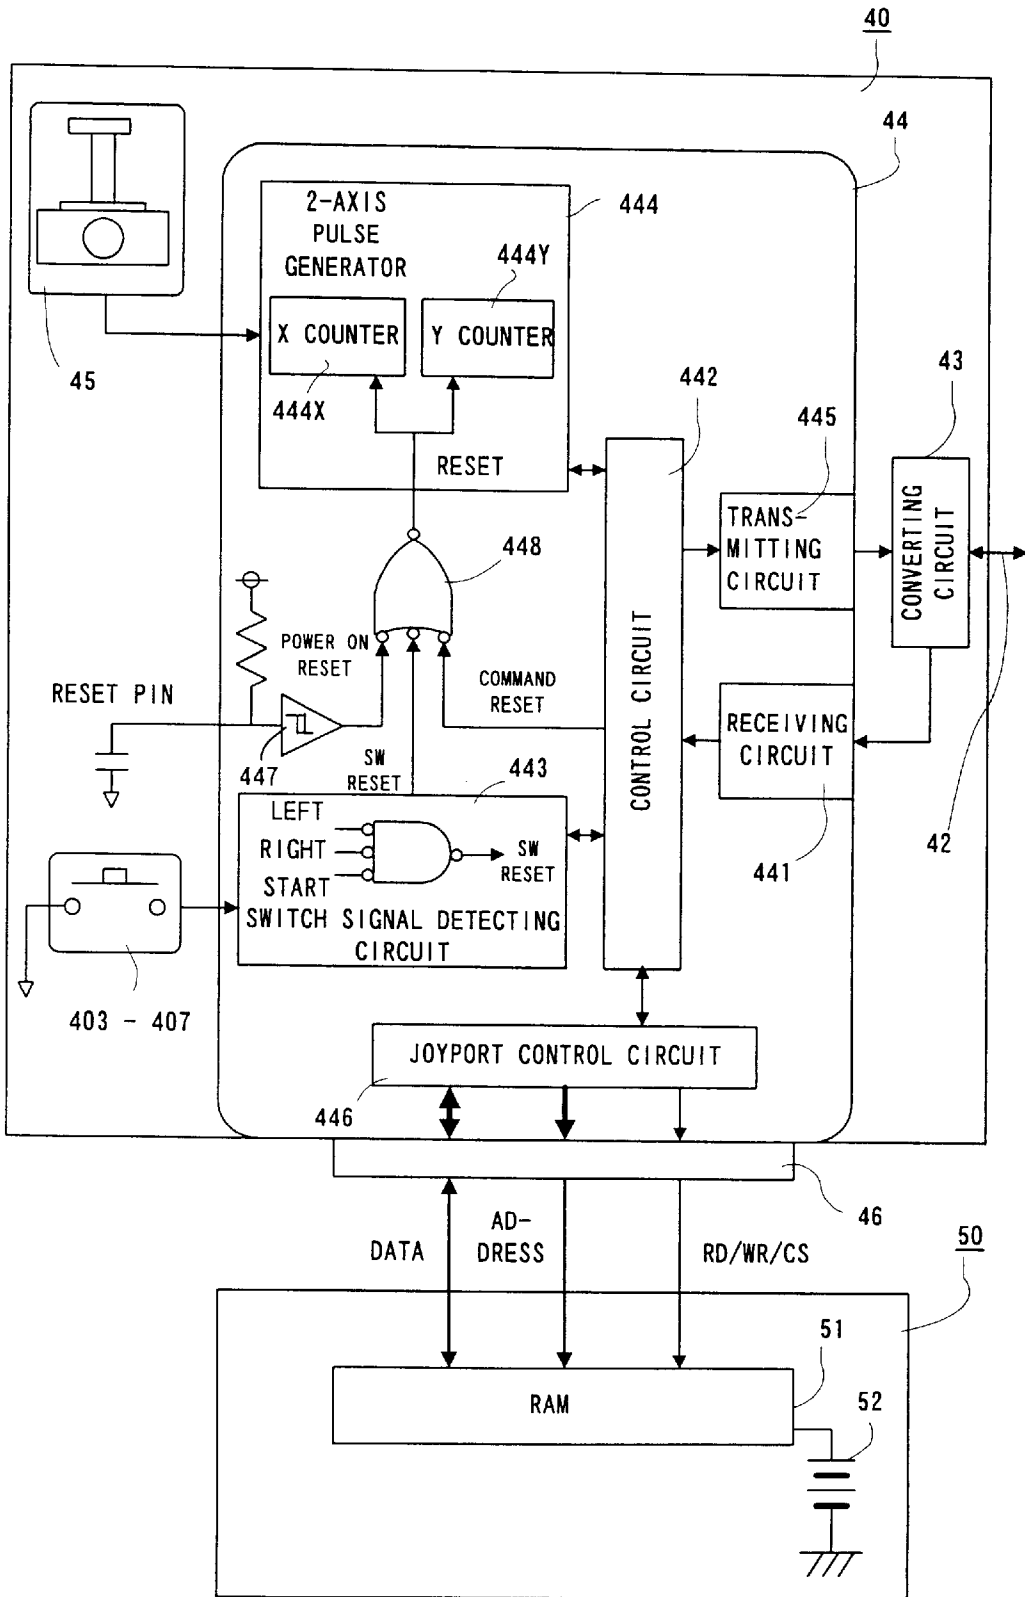 40
44
2-AXIS
PULSE
GENERATOR
444
444Y
X COUNTER
Y COUNTER
45
444X
RESET
442
445
43
TRANS-
MITTING
CIRCUIT
CONVERTING
CIRCUIT
448
POWER ON
RESET
COMMAND
RESET
CONTROL CIRCUIT
RESET PIN
447
SW
RESET
443
RECEIVING
CIRCUIT
LEFT
RIGHT
START
SW
RESET
SWITCH SIGNAL DETECTING
CIRCUIT
441
42
403 - 407
JOYPORT CONTROL CIRCUIT
446
46
DATA
AD-
DRESS
RD/WR/CS
50
51
RAM
52